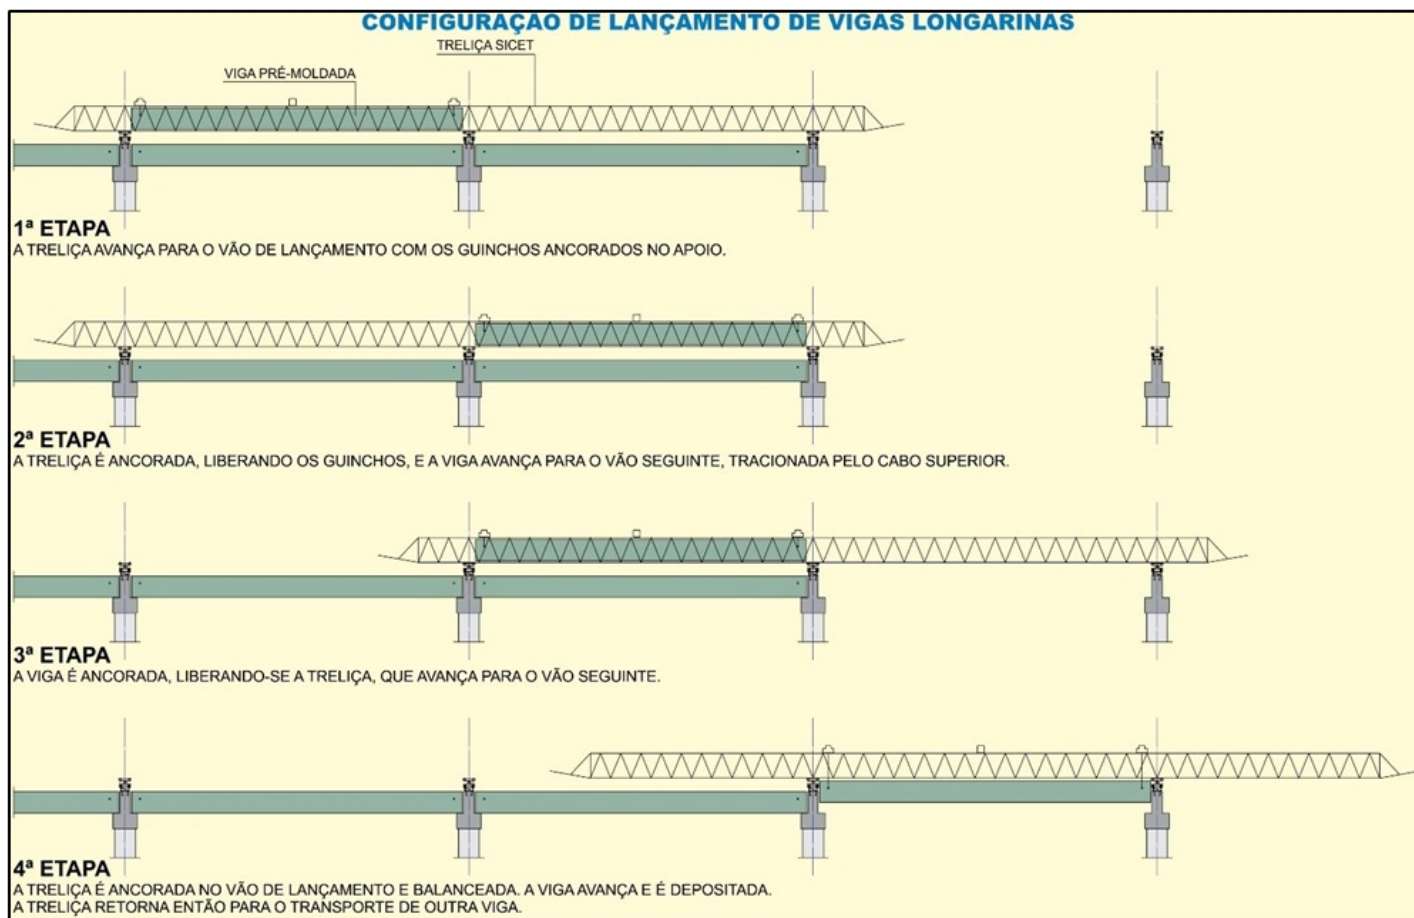 CONFIGURAÇÃO DE LANÇAMENTO DE VIGAS LONGARINAS
TRELIÇA SICET
VIGA PRÉ-MOLDADA
1ª ETAPA
A TRELIÇA AVANÇA PARA O VÃO DE LANÇAMENTO COM OS GUINCHOS ANCORADOS NO APOIO.
2ª ETAPA
A TRELIÇA É ANCORADA, LIBERANDO OS GUINCHOS, E A VIGA AVANÇA PARA O VÃO SEGUINTE, TRACIONADA PELO CABO SUPERIOR.
3ª ETAPA
A VIGA É ANCORADA, LIBERANDO-SE A TRELIÇA, QUE AVANÇA PARA O VÃO SEGUINTE.
4ª ETAPA
A TRELIÇA É ANCORADA NO VÃO DE LANÇAMENTO E BALANCEADA. A VIGA AVANÇA E É DEPOSITADA.
A TRELIÇA RETORNA ENTÃO PARA O TRANSPORTE DE OUTRA VIGA.